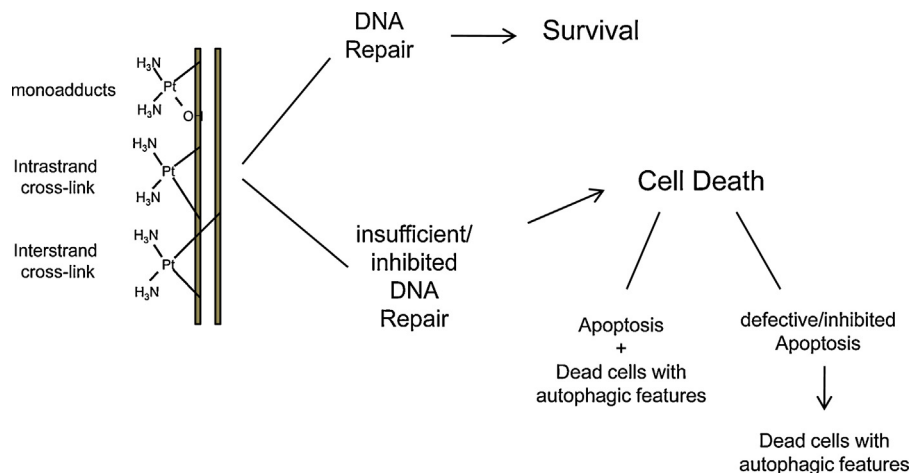 DNA
Repair
Survival
monoadducts
H₃N
Pt
H₃N
OH
Intrastrand
cross-link
H₃N
Pt
H₃N
Interstrand
cross-link
H₃N
Pt
H₃N
insufficient/
inhibited
DNA
Repair
Cell Death
Apoptosis
+
Dead cells with
autophagic features
defective/inhibited
Apoptosis
Dead cells with
autophagic features